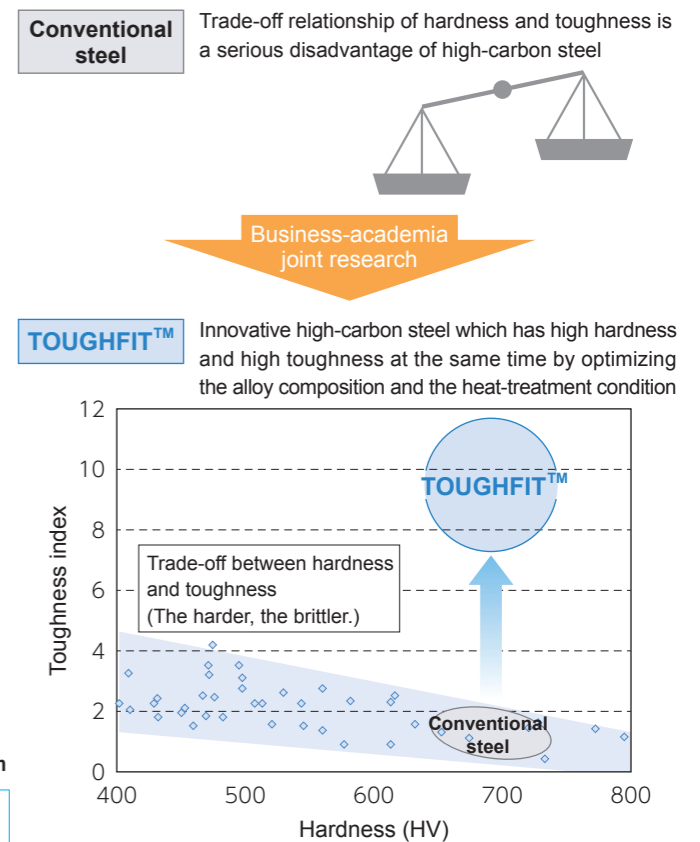 Conventional
steel
Trade-off relationship of hardness and toughness is
a serious disadvantage of high-carbon steel
Business-academia
joint research
TOUGHFIT™
Innovative high-carbon steel which has high hardness
and high toughness at the same time by optimizing
the alloy composition and the heat-treatment condition
Toughness index
12
10
8
6
4
2
0
TOUGHFIT™
Trade-off between hardness
and toughness
(The harder, the brittler.)
Conventional
steel
400 500 600 700 800
Hardness (HV)